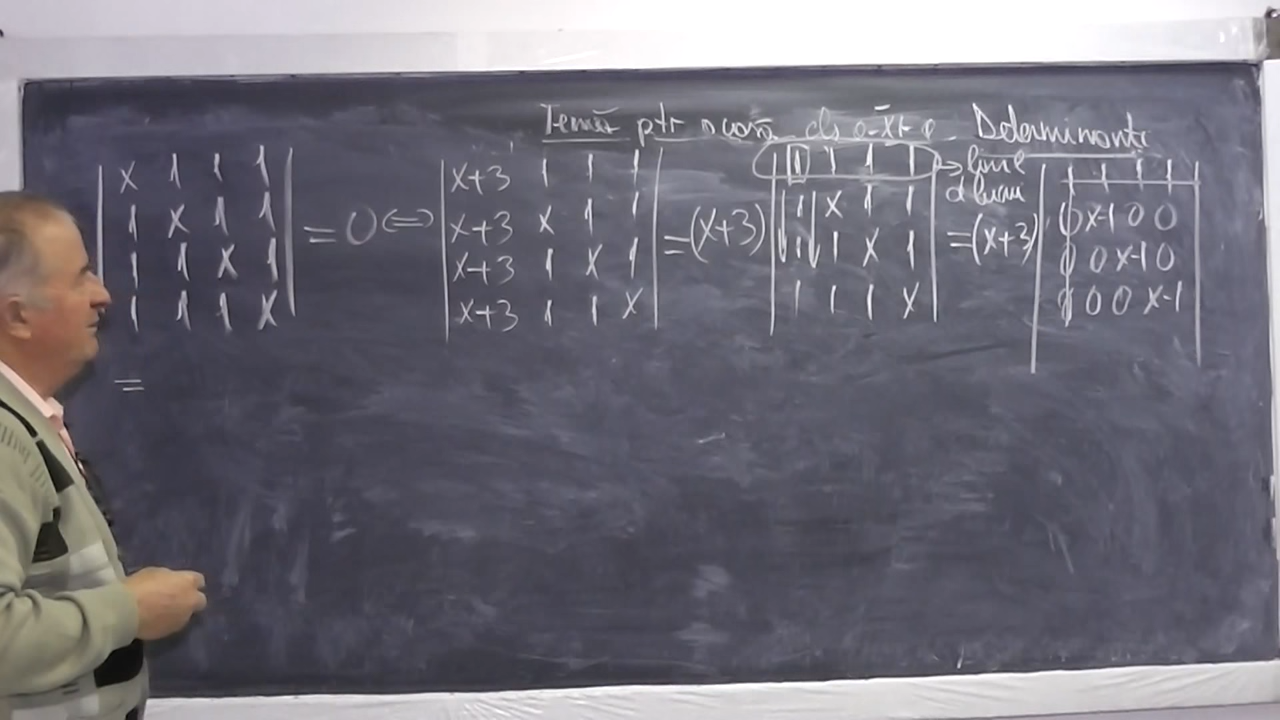 Temă ptr acasă cls a XI a Determinanti
| x 1 1 1 | = 0 ⇔ | x+3 1 1 1 | = (x+3) | 1 1 1 1 | → linie = (x+3) | 1 1 1 1 |
| 1 x 1 1 | | x+3 x 1 1 | | 1 x 1 1 | | 0 x-1 0 0 |
| 1 1 x 1 | | x+3 1 x 1 | | 1 1 x 1 | | 0 0 x-1 0 |
| 1 1 1 x | | x+3 1 1 x | | 1 1 1 x | | 0 0 0 x-1 |
=